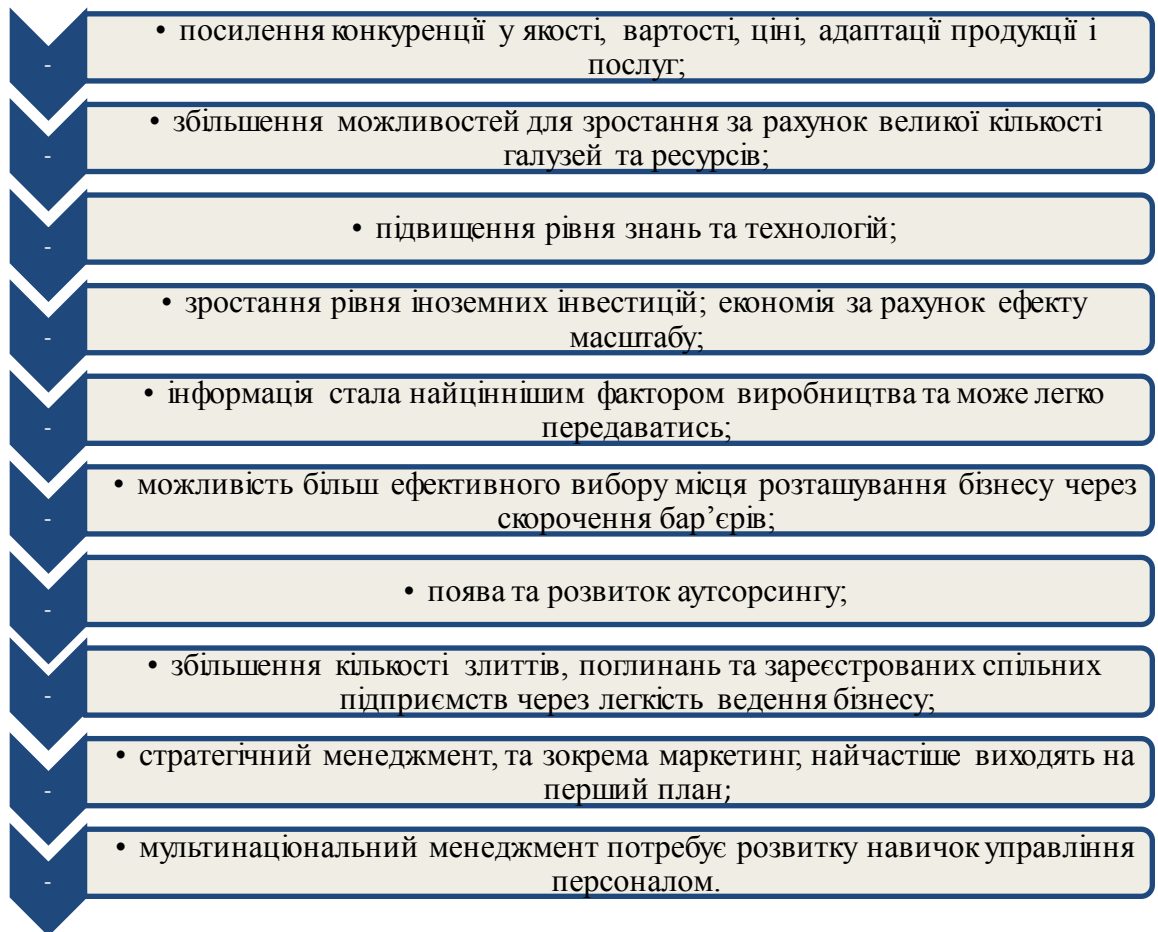 • посилення конкуренції у якості, вартості, ціні, адаптації продукції і
послуг;
-
• збільшення можливостей для зростання за рахунок великої кількості
галузей та ресурсів;
-
• підвищення рівня знань та технологій;
-
• зростання рівня іноземних інвестицій; економія за рахунок ефекту
масштабу;
-
• інформація стала найціннішим фактором виробництва та може легко
передаватись;
-
• можливість більш ефективного вибору місця розташування бізнесу через
скорочення бар’єрів;
-
• поява та розвиток аутсорсингу;
-
• збільшення кількості злиттів, поглинань та зареєстрованих спільних
підприємств через легкість ведення бізнесу;
-
• стратегічний менеджмент, та зокрема маркетинг, найчастіше виходять на
перший план;
-
• мультинаціональний менеджмент потребує розвитку навичок управління
персоналом.
-